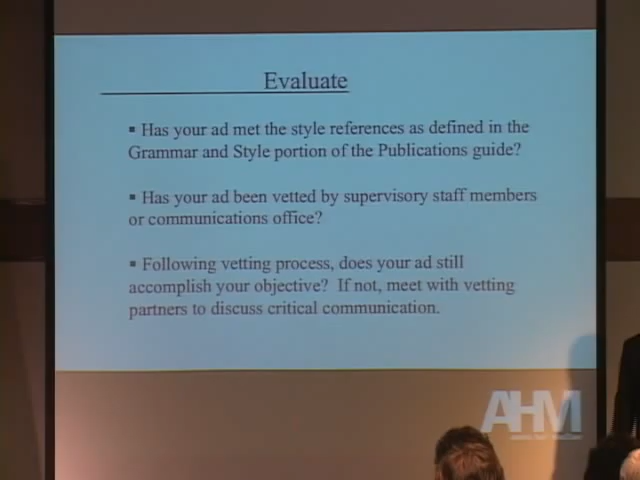 Evaluate
▪ Has your ad met the style references as defined in the
Grammar and Style portion of the Publications guide?
▪ Has your ad been vetted by supervisory staff members
or communications office?
▪ Following vetting process, does your ad still
accomplish your objective? If not, meet with vetting
partners to discuss critical communication.
AHM